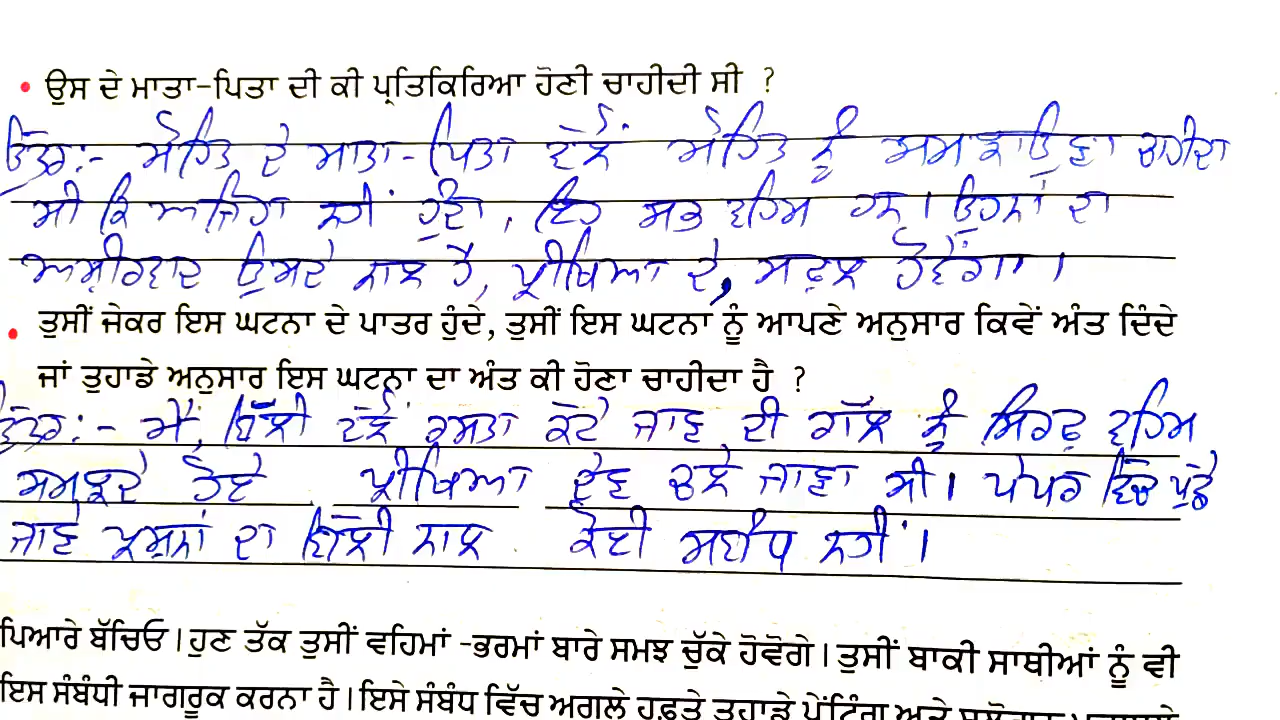 • ਉਸ ਦੇ ਮਾਤਾ-ਪਿਤਾ ਦੀ ਕੀ ਪ੍ਰਤਿਕਿਰਿਆ ਹੋਣੀ ਚਾਹੀਦੀ ਸੀ ?
ਉੱਤਰ:- ਮੋਹਿਤ ਦੇ ਮਾਤਾ-ਪਿਤਾ ਵੱਲੋਂ ਮੋਹਿਤ ਨੂੰ ਸਮਝਾਉਣਾ ਚਾਹੀਦਾ
ਸੀ ਕਿ ਅਜਿਹਾ ਨਹੀਂ ਹੁੰਦਾ, ਇਹ ਸਭ ਵਹਿਮ ਹਨ। ਉਹਨਾਂ ਦਾ
ਅਸ਼ੀਰਵਾਦ ਉਸਦੇ ਨਾਲ ਹੈ, ਪ੍ਰੀਖਿਆ ਦੇ, ਸਫ਼ਲ ਹੋਵੇਂਗਾ।
• ਤੁਸੀਂ ਜੇਕਰ ਇਸ ਘਟਨਾ ਦੇ ਪਾਤਰ ਹੁੰਦੇ, ਤੁਸੀਂ ਇਸ ਘਟਨਾ ਨੂੰ ਆਪਣੇ ਅਨੁਸਾਰ ਕਿਵੇਂ ਅੰਤ ਦਿੰਦੇ
ਜਾਂ ਤੁਹਾਡੇ ਅਨੁਸਾਰ ਇਸ ਘਟਨਾ ਦਾ ਅੰਤ ਕੀ ਹੋਣਾ ਚਾਹੀਦਾ ਹੈ ?
ਉੱਤਰ:- ਮੈਂ, ਬਿੱਲੀ ਵੱਲੋਂ ਰਸਤਾ ਕੱਟੇ ਜਾਣ ਦੀ ਗੱਲ ਨੂੰ ਸਿਰਫ਼ ਵਹਿਮ
ਸਮਝਦੇ ਹੋਏ ਪ੍ਰੀਖਿਆ ਦੇਣ ਚਲੇ ਜਾਣਾ ਸੀ। ਪੇਪਰ ਵਿੱਚ ਪੁੱਛੇ
ਜਾਣ ਪ੍ਰਸ਼ਨਾਂ ਦਾ ਬਿੱਲੀ ਨਾਲ ਕੋਈ ਸਬੰਧ ਨਹੀਂ।
ਪਿਆਰੇ ਬੱਚਿਓ। ਹੁਣ ਤੱਕ ਤੁਸੀਂ ਵਹਿਮਾਂ -ਭਰਮਾਂ ਬਾਰੇ ਸਮਝ ਚੁੱਕੇ ਹੋਵੋਗੇ। ਤੁਸੀਂ ਬਾਕੀ ਸਾਥੀਆਂ ਨੂੰ ਵੀ
ਇਸ ਸੰਬੰਧੀ ਜਾਗਰੂਕ ਕਰਨਾ ਹੈ। ਇਸੇ ਸੰਬੰਧ ਵਿੱਚ ਅਗਲੇ ਹਫ਼ਤੇ ਤੁਹਾਡੇ ਪੇਂਟਿੰਗ ਅਤੇ